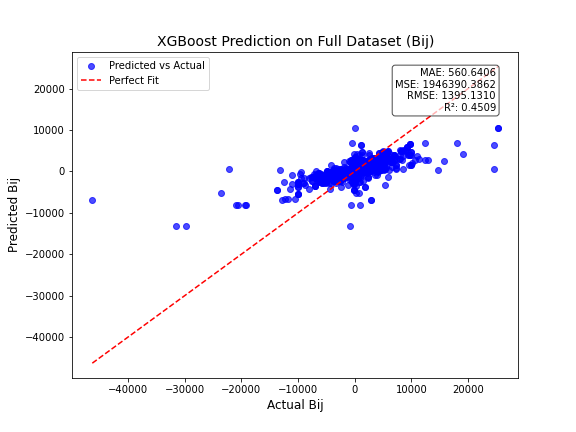 XGBoost Prediction on Full Dataset (Bij)
Predicted vs Actual
Perfect Fit
MAE: 560.6406
MSE: 1946390.3862
RMSE: 1395.1310
R²: 0.4509
20000
10000
0
−10000
−20000
−30000
−40000
Predicted Bij
−40000
−30000
−20000
−10000
0
10000
20000
Actual Bij